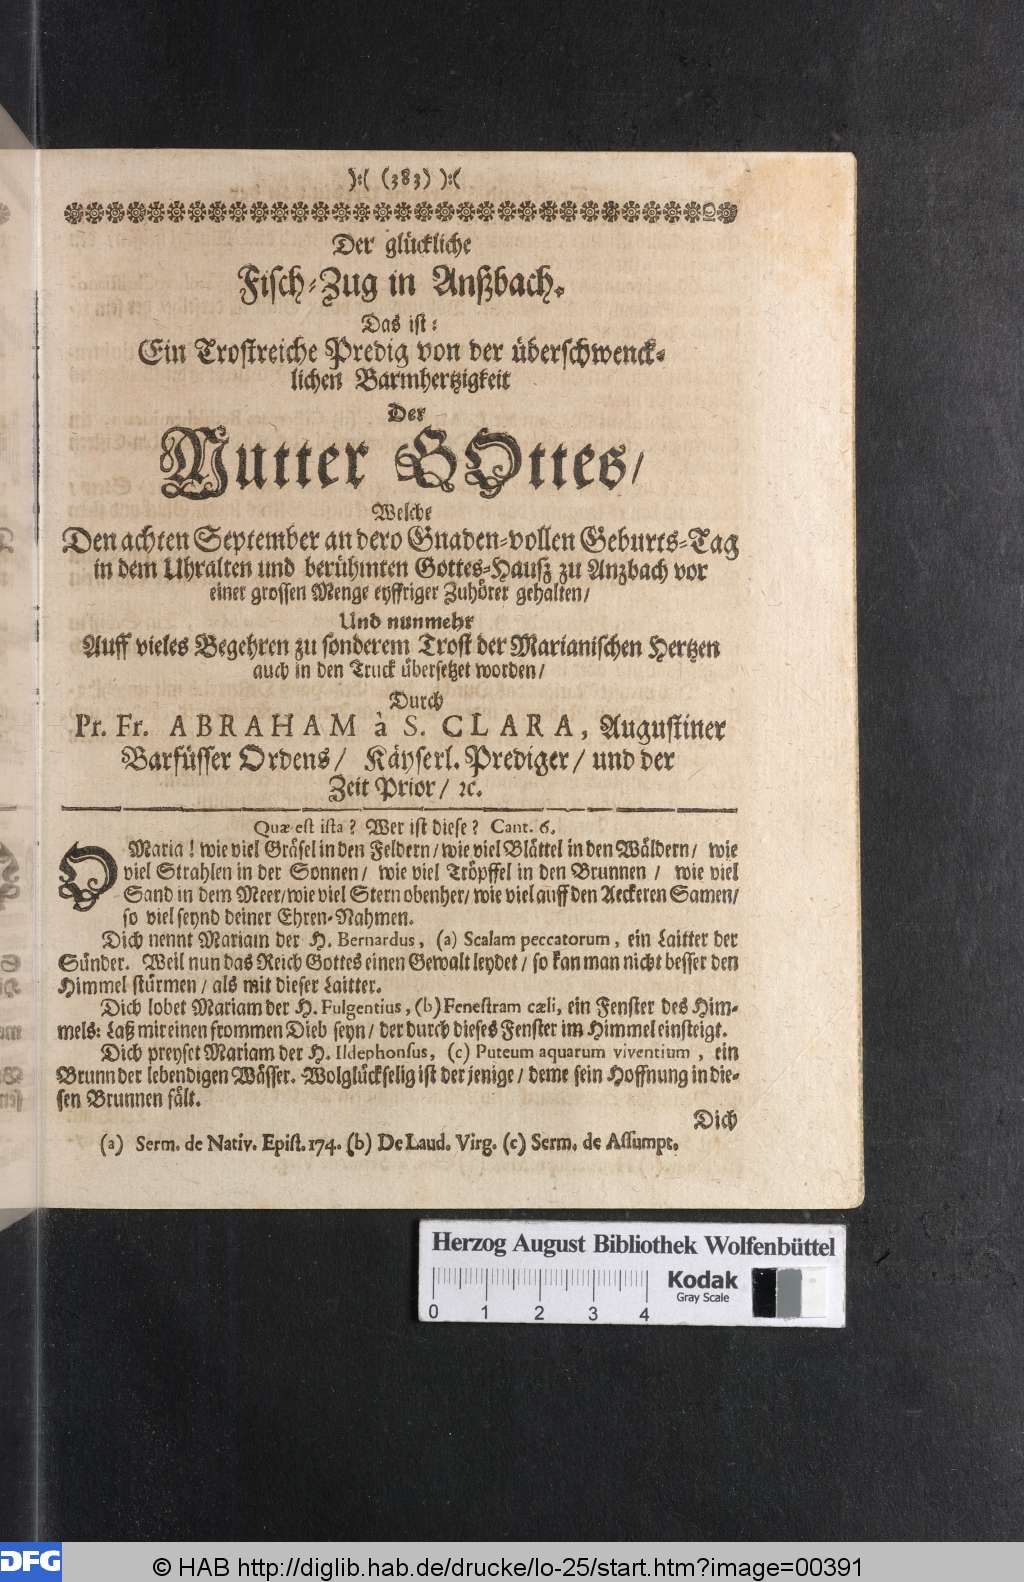 ):( (383) ):(
Der glückliche
Fisch-Zug in Anßbach.
Das ist:
Ein Trostreiche Predig von der überschwenck-
lichen Barmhertzigkeit
Der
Mutter GOttes/
Welche
Den achten September an dero Gnaden-vollen Geburts-Tag
in dem Uhralten und berühmten Gottes-Hauß zu Anzbach vor
einer grossen Menge eyffriger Zuhörer gehalten/
Und nunmehr
Auff vieles Begehren zu sonderem Trost der Marianischen Hertzen
auch in den Truck übersetzet worden/
Durch
Pr. Fr. ABRAHAM à S. CLARA, Augustiner
Barfüsser Ordens/ Käyserl. Prediger/ und der
Zeit Prior/ ꝛc.
Quæ est ista? Wer ist diese? Cant. 6.
O Maria! wie viel Gräsel in den Feldern/ wie viel Blättel in den Wäldern/ wie
viel Strahlen in der Sonnen/ wie viel Tröpffel in den Brunnen/ wie viel
Sand in dem Meer/ wie viel Stern obenher/ wie viel auff den Aeckeren Samen/
so viel seynd deiner Ehren-Nahmen.
Dich nennt Mariam der H. Bernardus, (a) Scalam peccatorum, ein Laitter der
Sünder. Weil nun das Reich Gottes einen Gewalt leydet/ so kan man nicht besser den
Himmel stürmen/ als mit dieser Laitter.
Dich lobet Mariam der H. Fulgentius, (b) Fenestram cæli, ein Fenster des Him-
mels: Laß mir einen frommen Dieb seyn/ der durch dieses Fenster im Himmel einsteigt.
Dich preyset Mariam der H. Ildephonsus, (c) Puteum aquarum viventium, ein
Brunn der lebendigen Wässer. Wolglückselig ist der jenige/ deme sein Hoffnung in die-
sen Brunnen fält.
Dich
(a) Serm. de Nativ. Epist. 174. (b) De Laud. Virg. (c) Serm. de Assumpt.
Herzog August Bibliothek Wolfenbüttel
Kodak
Gray Scale
0 1 2 3 4
DFG
© HAB http://diglib.hab.de/drucke/lo-25/start.htm?image=00391